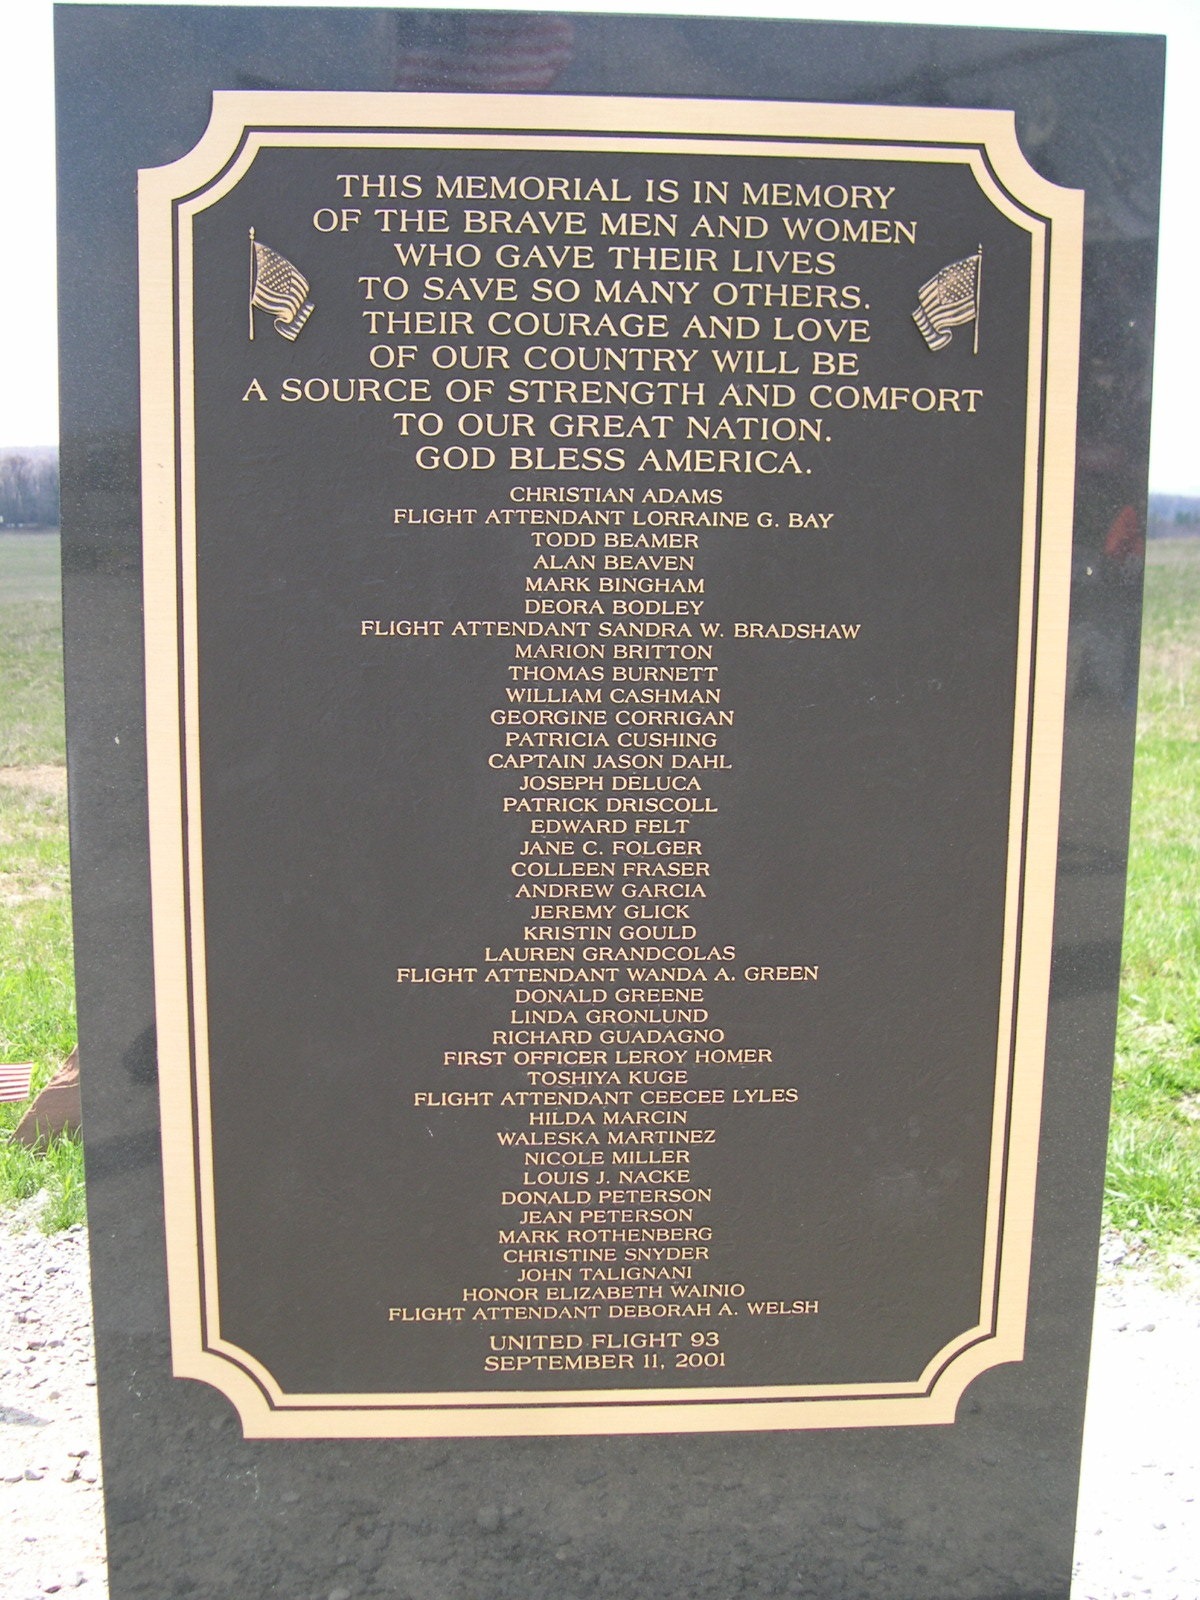 THIS MEMORIAL IS IN MEMORY
OF THE BRAVE MEN AND WOMEN
WHO GAVE THEIR LIVES
TO SAVE SO MANY OTHERS.
THEIR COURAGE AND LOVE
OF OUR COUNTRY WILL BE
A SOURCE OF STRENGTH AND COMFORT
TO OUR GREAT NATION.
GOD BLESS AMERICA.
CHRISTIAN ADAMS
FLIGHT ATTENDANT LORRAINE G. BAY
TODD BEAMER
ALAN BEAVEN
MARK BINGHAM
DEORA BODLEY
FLIGHT ATTENDANT SANDRA W. BRADSHAW
MARION BRITTON
THOMAS BURNETT
WILLIAM CASHMAN
GEORGINE CORRIGAN
PATRICIA CUSHING
CAPTAIN JASON DAHL
JOSEPH DELUCA
PATRICK DRISCOLL
EDWARD FELT
JANE C. FOLGER
COLLEEN FRASER
ANDREW GARCIA
JEREMY GLICK
KRISTIN GOULD
LAUREN GRANDCOLAS
FLIGHT ATTENDANT WANDA A. GREEN
DONALD GREENE
LINDA GRONLUND
RICHARD GUADAGNO
FIRST OFFICER LEROY HOMER
TOSHIYA KUGE
FLIGHT ATTENDANT CEECEE LYLES
HILDA MARCIN
WALESKA MARTINEZ
NICOLE MILLER
LOUIS J. NACKE
DONALD PETERSON
JEAN PETERSON
MARK ROTHENBERG
CHRISTINE SNYDER
JOHN TALIGNANI
HONOR ELIZABETH WAINIO
FLIGHT ATTENDANT DEBORAH A. WELSH
UNITED FLIGHT 93
SEPTEMBER 11, 2001